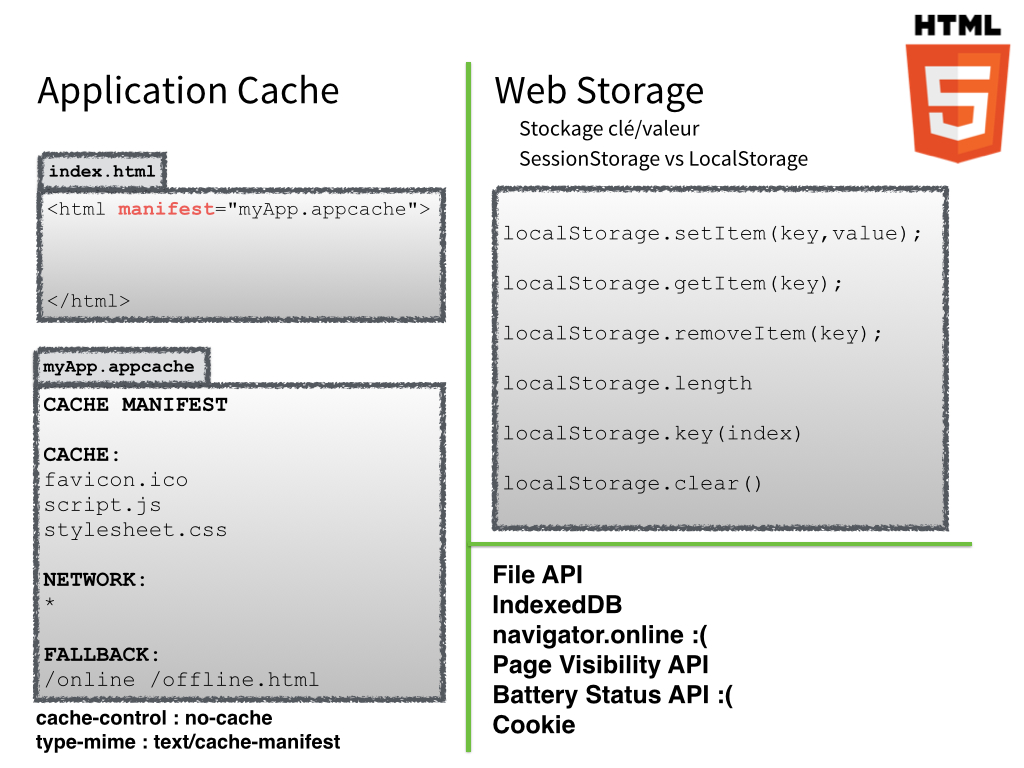 HTML
5
Application Cache
index.html
<html manifest="myApp.appcache">
</html>
myApp.appcache
CACHE MANIFEST
CACHE:
favicon.ico
script.js
stylesheet.css
NETWORK:
*
FALLBACK:
/online /offline.html
cache-control : no-cache
type-mime : text/cache-manifest
Web Storage
Stockage clé/valeur
SessionStorage vs LocalStorage
localStorage.setItem(key,value);
localStorage.getItem(key);
localStorage.removeItem(key);
localStorage.length
localStorage.key(index)
localStorage.clear()
File API
IndexedDB
navigator.online :(
Page Visibility API
Battery Status API :(
Cookie